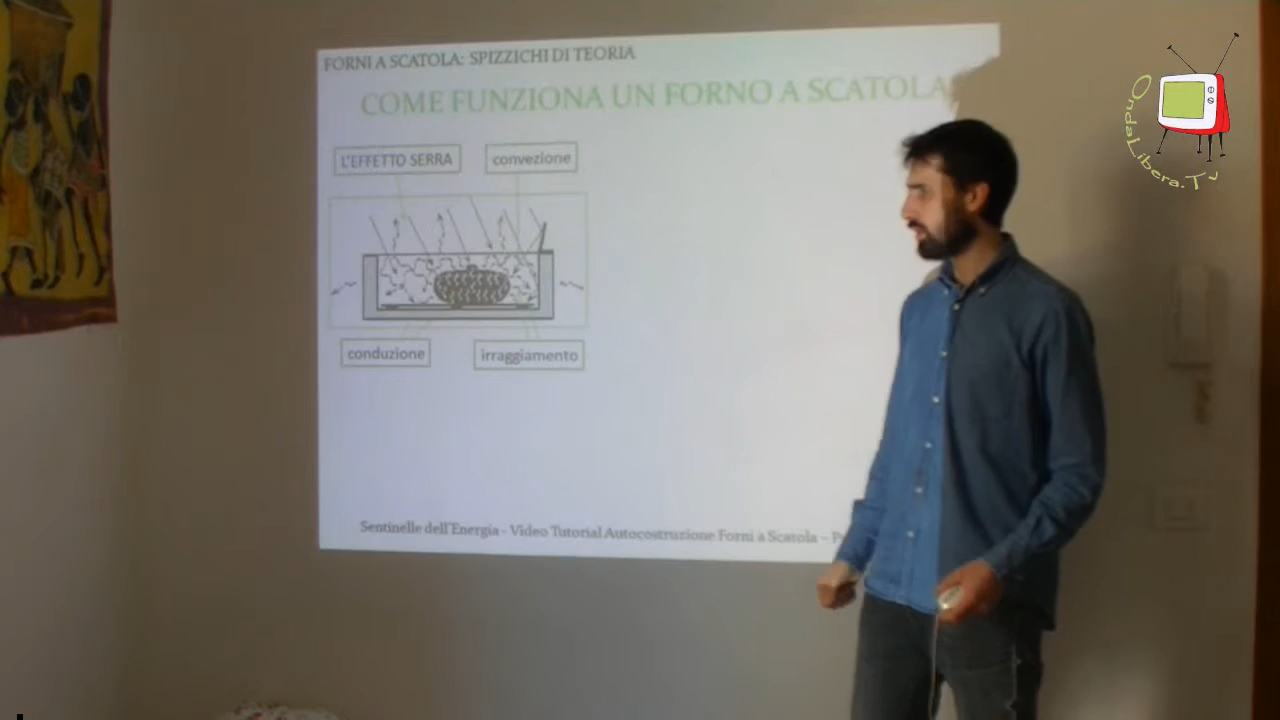 FORNI A SCATOLA: SPIZZICHI DI TEORIA
COME FUNZIONA UN FORNO A SCATOLA
L'EFFETTO SERRA
convezione
conduzione
irraggiamento
Sentinelle dell'Energia - Video Tutorial Autocostruzione Forni a Scatola –
OndaLibera.Tv